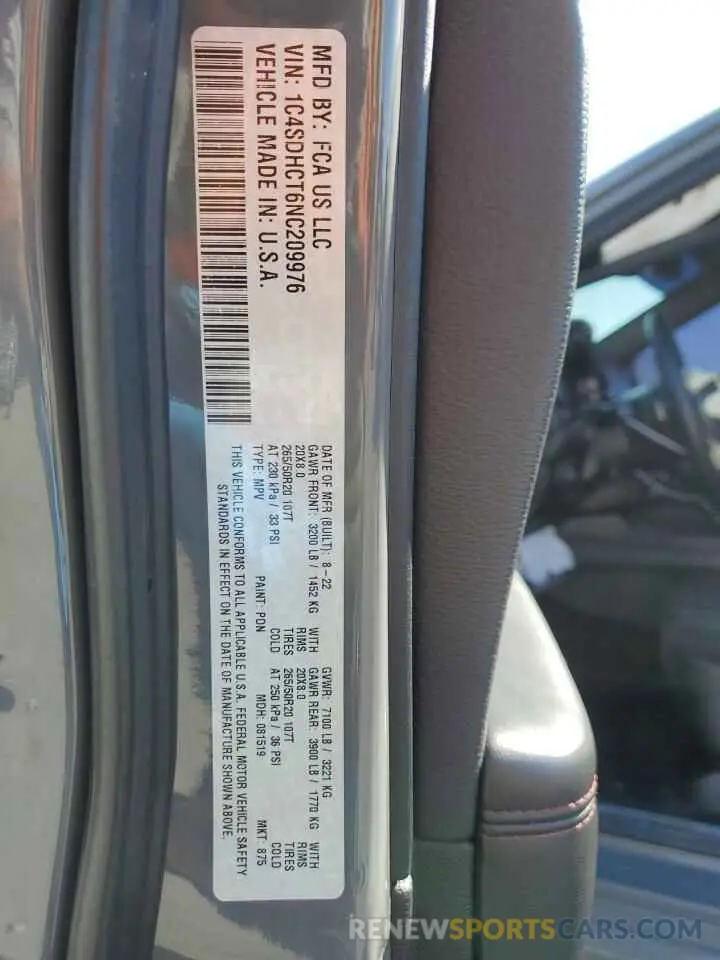 MFD BY: FCA US LLC
VIN: 1C4SDHCT6NC209976
VEHICLE MADE IN: U.S.A.
DATE OF MFR (BUILT): 8-22 GVWR: 7100 LB / 3221 KG
GAWR FRONT: 3200 LB / 1452 KG WITH GAWR REAR: 3900 LB / 1770 KG WITH
20X8.0 RIMS 20X8.0 RIMS
265/50R20 107T TIRES 265/50R20 107T TIRES
AT 230 kPa / 33 PSI COLD AT 250 kPa / 36 PSI COLD
TYPE: MPV PAINT: PDN MDH: 081519 MKT: 875
THIS VEHICLE CONFORMS TO ALL APPLICABLE U.S.A. FEDERAL MOTOR VEHICLE SAFETY
STANDARDS IN EFFECT ON THE DATE OF MANUFACTURE SHOWN ABOVE.
RENEWSPORTSCARS.COM